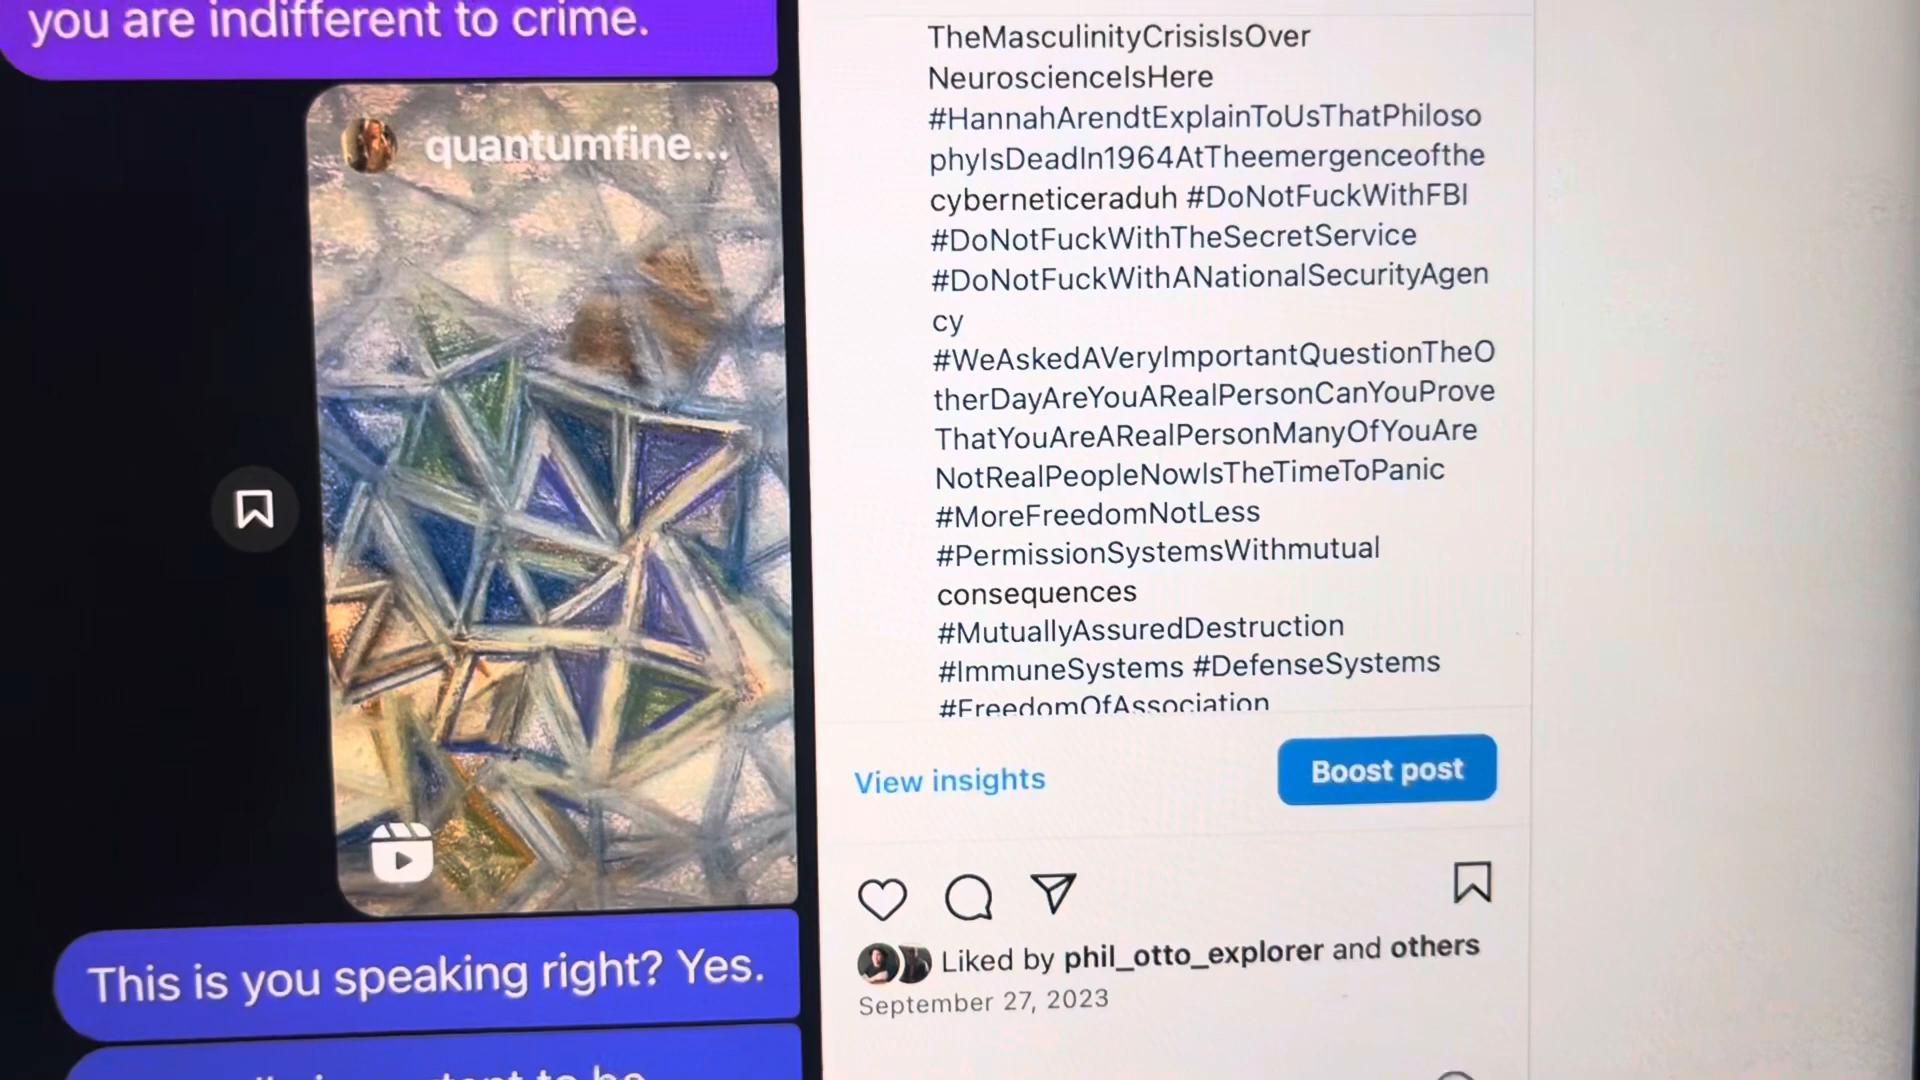 you are indifferent to crime.
quantumfine...
This is you speaking right? Yes.
to be
TheMasculinityCrisisIsOver
NeuroscienceIsHere
#HannahArendtExplainToUsThatPhiloso
phyIsDeadIn1964AtTheemergenceofthe
cyberneticeraduh #DoNotFuckWithFBI
#DoNotFuckWithTheSecretService
#DoNotFuckWithANationalSecurityAgen
cy
#WeAskedAVeryImportantQuestionTheO
therDayAreYouARealPersonCanYouProve
ThatYouAreARealPersonManyOfYouAre
NotRealPeopleNowIsTheTimeToPanic
#MoreFreedomNotLess
#PermissionSystemsWithmutual
consequences
#MutuallyAssuredDestruction
#ImmuneSystems #DefenseSystems
#FreedomOfAssociation
View insights
Boost post
Liked by phil_otto_explorer and others
September 27, 2023